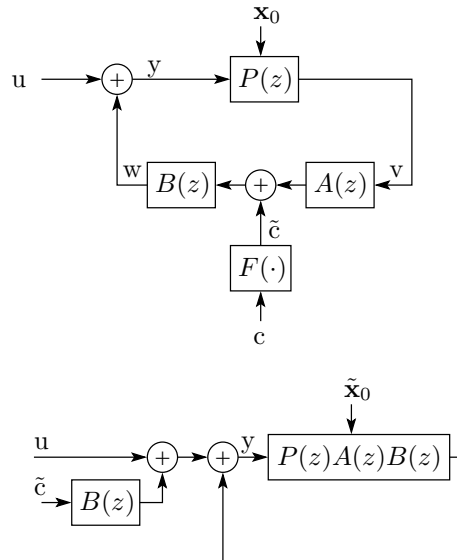 x₀
u
y
P(z)
+
w
B(z)
+
A(z)
v
c̃
F(·)
c
x̃₀
u
y
+
+
P(z)A(z)B(z)
c̃
B(z)